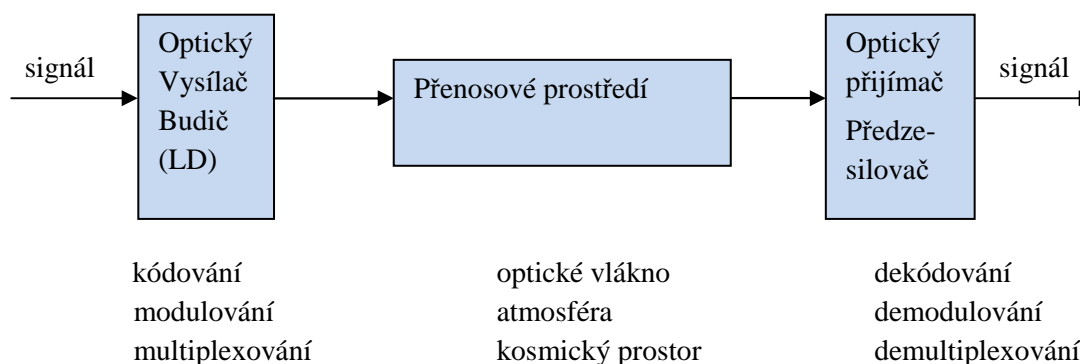 signál
Optický
Vysílač
Budič
(LD)
Přenosové prostředí
Optický
přijímač
Předze-
silovač
signál
kódování
modulování
multiplexování
optické vlákno
atmosféra
kosmický prostor
dekódování
demodulování
demultiplexování